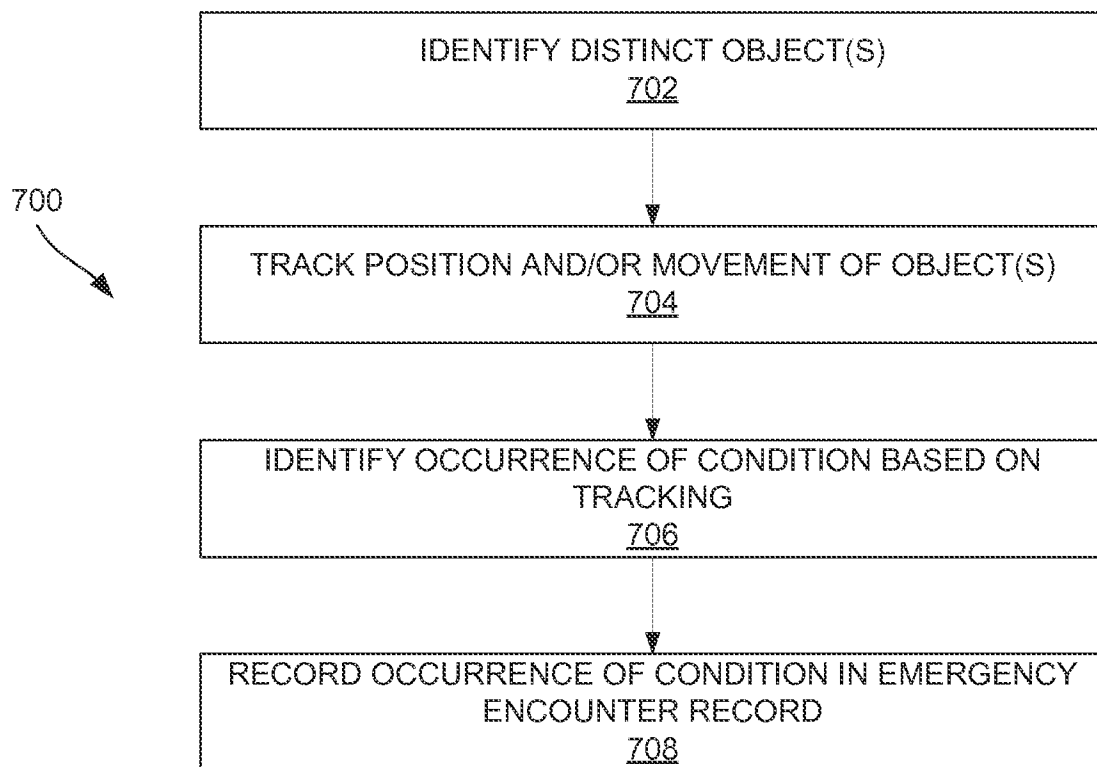 IDENTIFY DISTINCT OBJECT(S)
702
700
TRACK POSITION AND/OR MOVEMENT OF OBJECT(S)
704
IDENTIFY OCCURRENCE OF CONDITION BASED ON
TRACKING
706
RECORD OCCURRENCE OF CONDITION IN EMERGENCY
ENCOUNTER RECORD
708